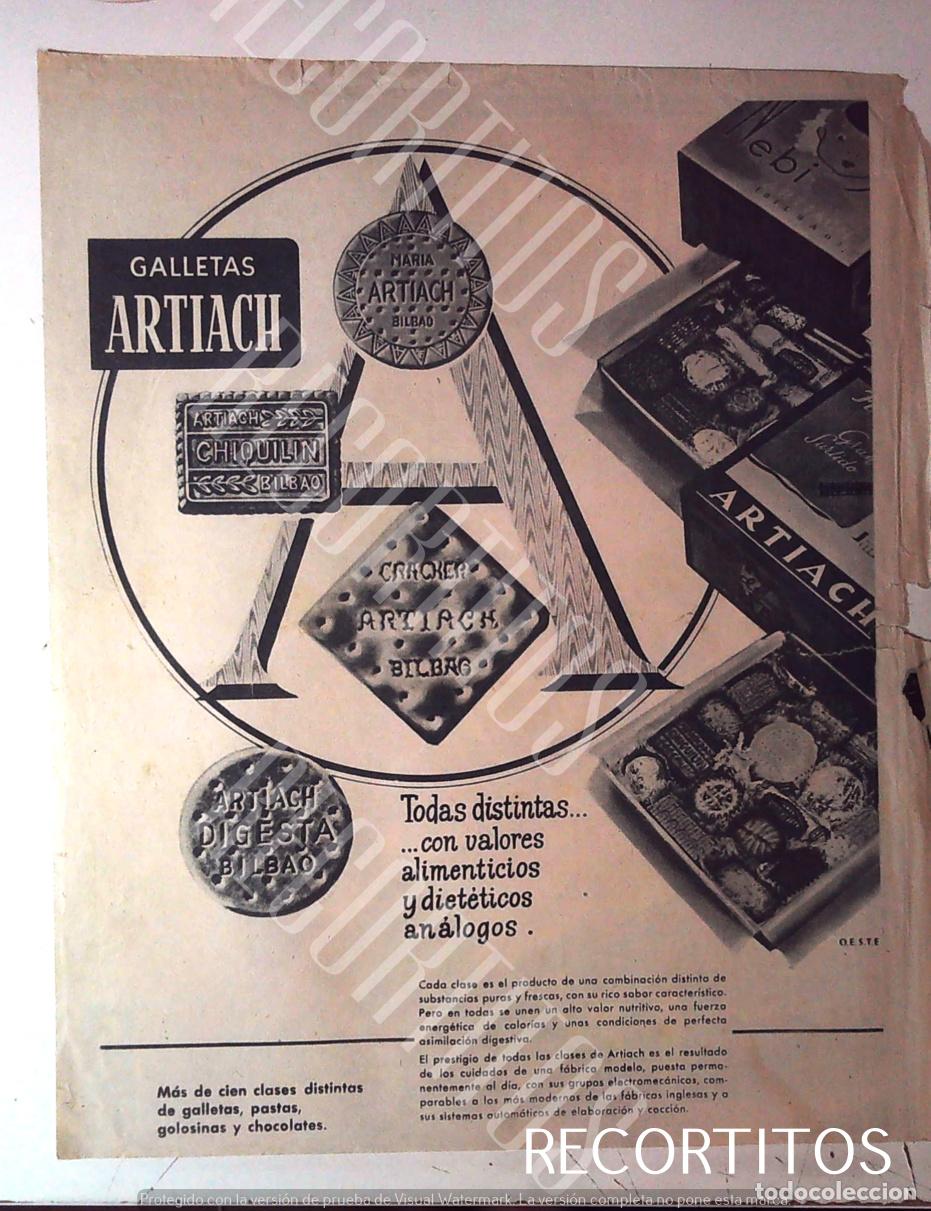 GALLETAS
ARTIACH
MARIA
ARTIACH
BILBAO
ARTIACH
CHIQUILIN
BILBAO
CRACKER
ARTIACH
BILBAO
ARTIACH
DIGESTA
BILBAO
Nebi
Gran
Surtido
ARTIACH
Todas distintas...
...con valores
alimenticios
y dietéticos
análogos.
O.E.S.T.E
Cada clase es el producto de una combinación distinta de
substancias puras y frescas, con su rico sabor característico.
Pero en todas se unen un alto valor nutritivo, una fuerza
energética de calorías y unas condiciones de perfecta
asimilación digestiva.
El prestigio de todas las clases de Artiach es el resultado
de los cuidados de una fábrica modelo, puesta perma-
nentemente al día, con sus grupos electromecánicos, com-
parables a los más modernos de las fábricas inglesas y a
sus sistemas automáticos de elaboración y cocción.
Más de cien clases distintas
de galletas, pastas,
golosinas y chocolates.
RECORTITOS
RECORTITOS
RECORTITOS
RECORTITOS
todocoleccion
Protegido con la versión de prueba de Visual Watermark. La versión completa no pone esta marca.